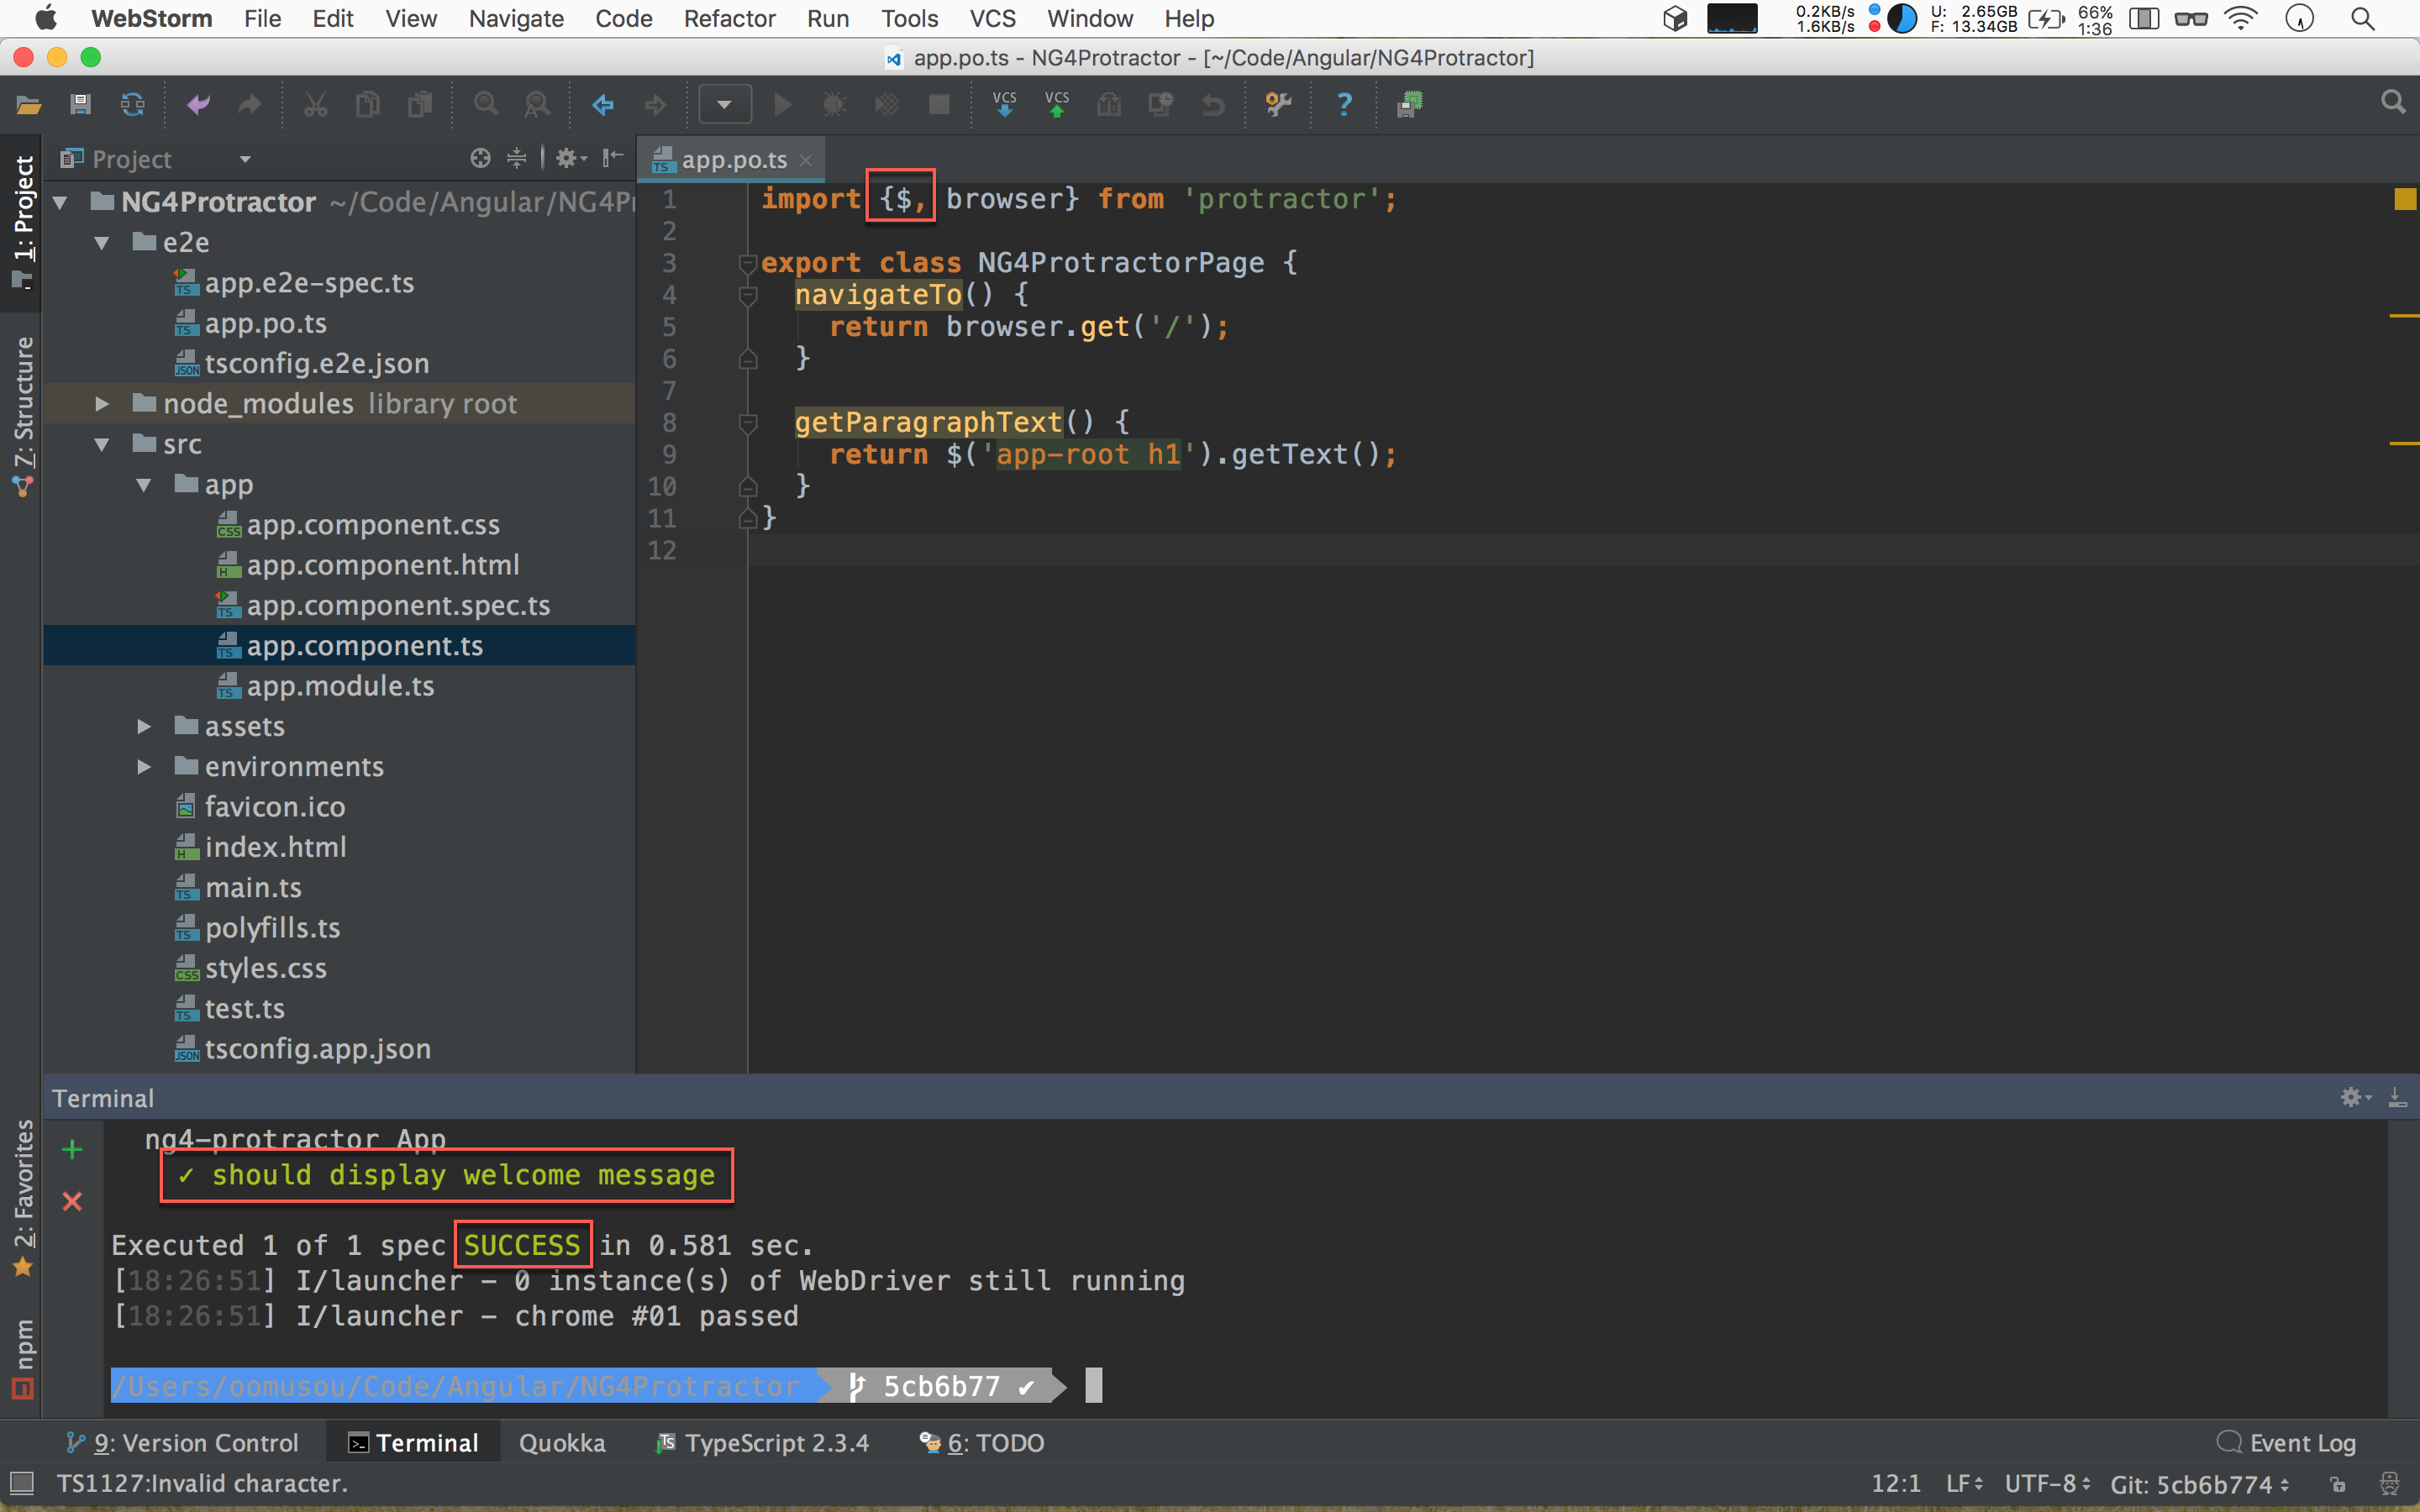 WebStorm File Edit View Navigate Code Refactor Run Tools VCS Window Help
0.2KB/s U: 2.65GB 66%
1.6KB/s F: 13.34GB 1:36
app.po.ts - NG4Protractor - [~/Code/Angular/NG4Protractor]
VCS VCS
?
1: Project
7: Structure
2: Favorites
npm
Project
NG4Protractor ~/Code/Angular/NG4P
e2e
app.e2e-spec.ts
app.po.ts
tsconfig.e2e.json
node_modules library root
src
app
app.component.css
app.component.html
app.component.spec.ts
app.component.ts
app.module.ts
assets
environments
favicon.ico
index.html
main.ts
polyfills.ts
styles.css
test.ts
tsconfig.app.json
app.po.ts
1 import {$, browser} from 'protractor';
2
3 export class NG4ProtractorPage {
4 navigateTo() {
5 return browser.get('/');
6 }
7
8 getParagraphText() {
9 return $('app-root h1').getText();
10 }
11 }
12
Terminal
ng4-protractor App
✓ should display welcome message
Executed 1 of 1 spec SUCCESS in 0.581 sec.
[18:26:51] I/launcher - 0 instance(s) of WebDriver still running
[18:26:51] I/launcher - chrome #01 passed
/Users/oomusou/Code/Angular/NG4Protractor 5cb6b77 ✔
9: Version Control Terminal Quokka TypeScript 2.3.4 6: TODO Event Log
TS1127:Invalid character. 12:1 LF UTF-8 Git: 5cb6b774